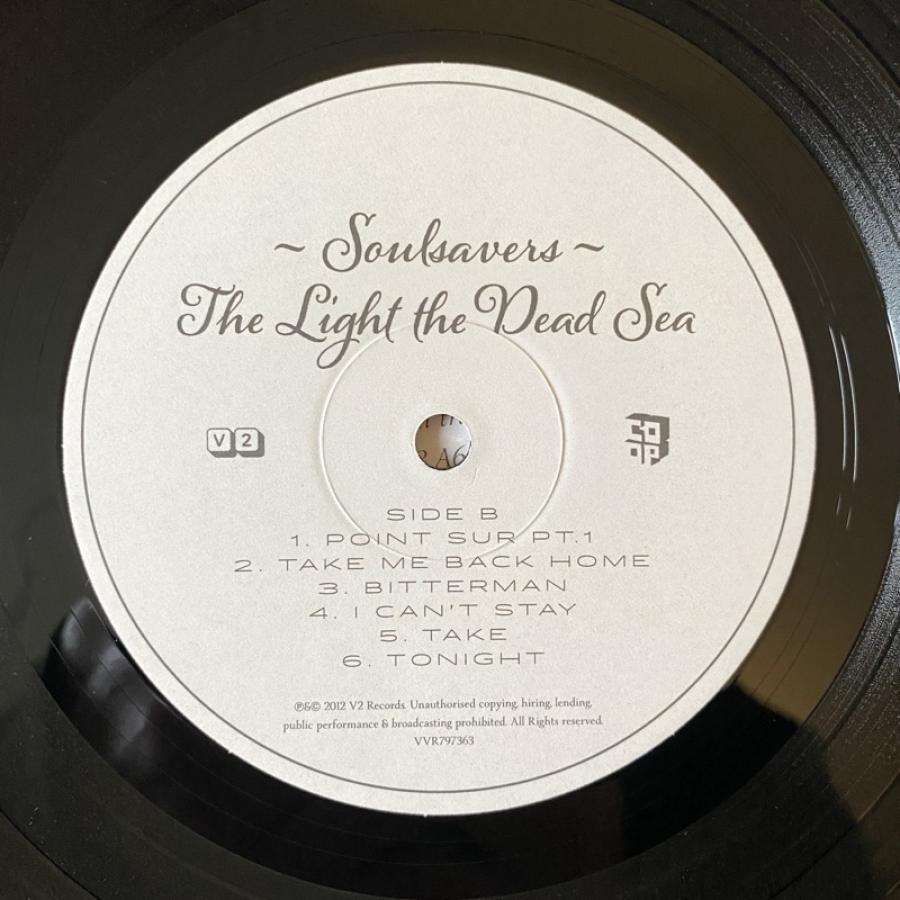 ~ Soulsavers ~
The Light the Dead Sea
V2
CO
OP
SIDE B
1. POINT SUR PT.1
2. TAKE ME BACK HOME
3. BITTERMAN
4. I CAN'T STAY
5. TAKE
6. TONIGHT
℗&© 2012 V2 Records. Unauthorised copying, hiring, lending,
public performance & broadcasting prohibited. All Rights reserved.
VVR797363